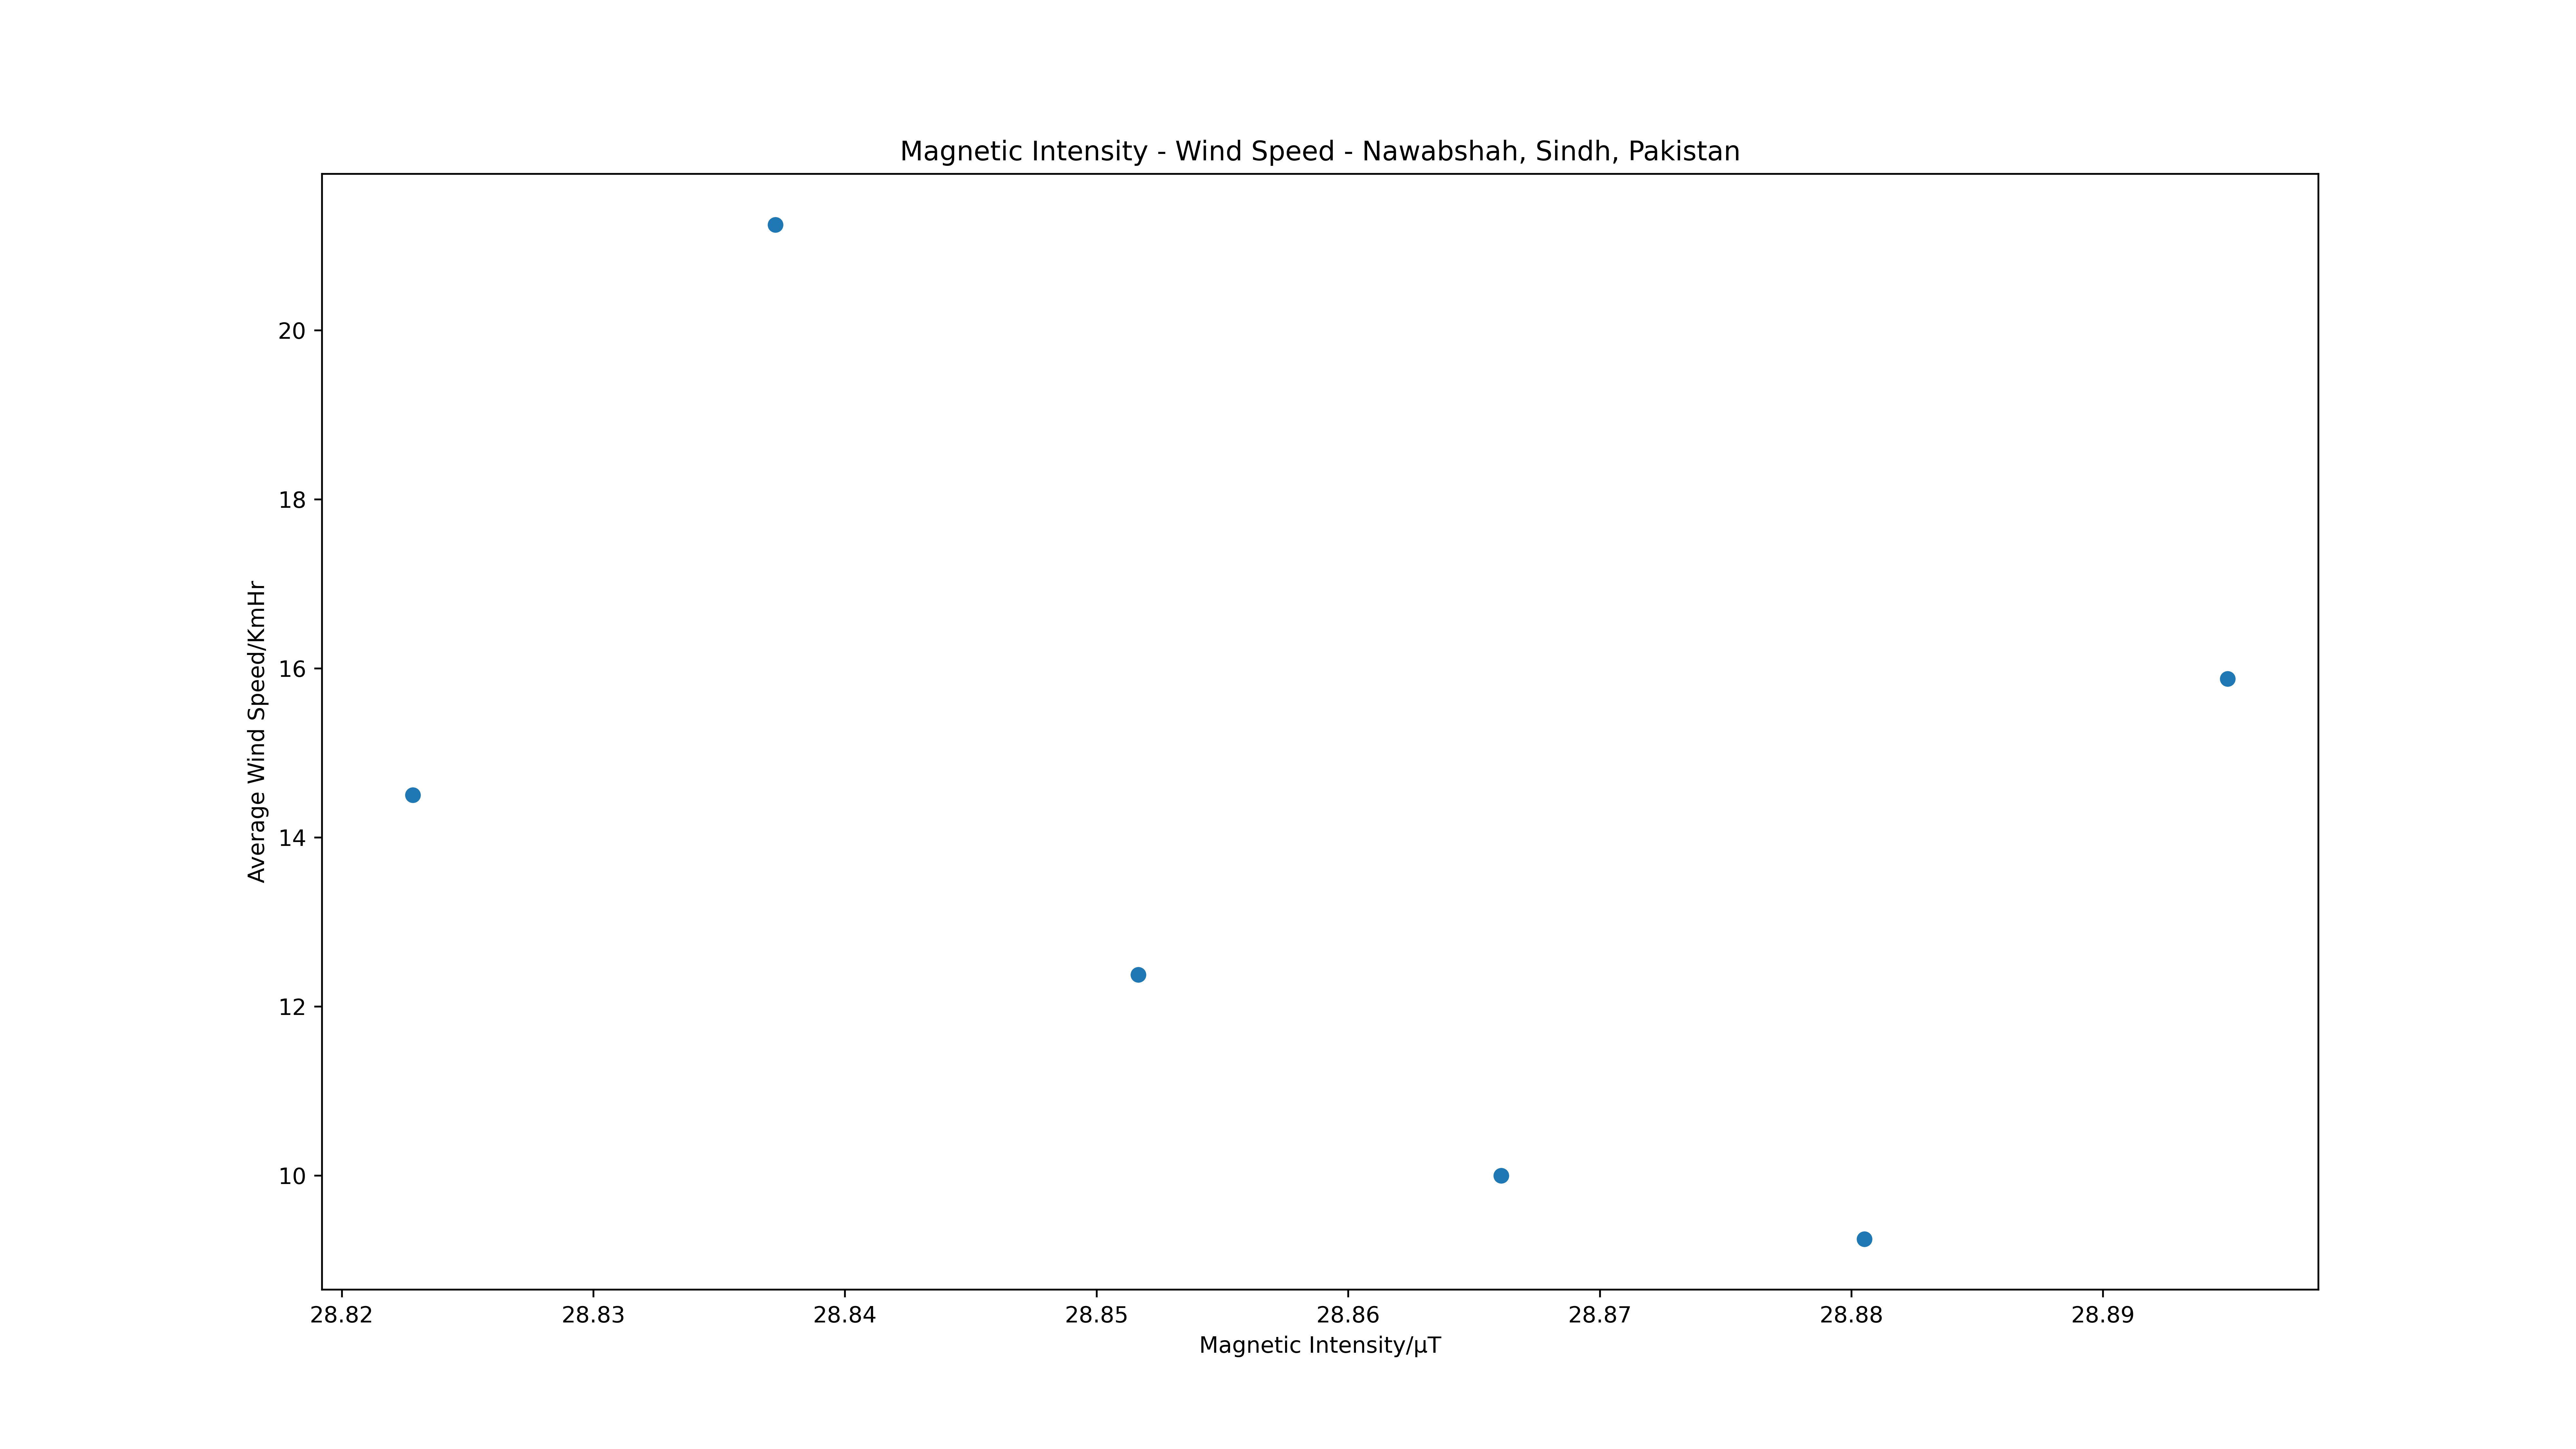 Magnetic Intensity - Wind Speed - Nawabshah, Sindh, Pakistan
Average Wind Speed/KmHr
20
18
16
14
12
10
28.82 28.83 28.84 28.85 28.86 28.87 28.88 28.89
Magnetic Intensity/μT